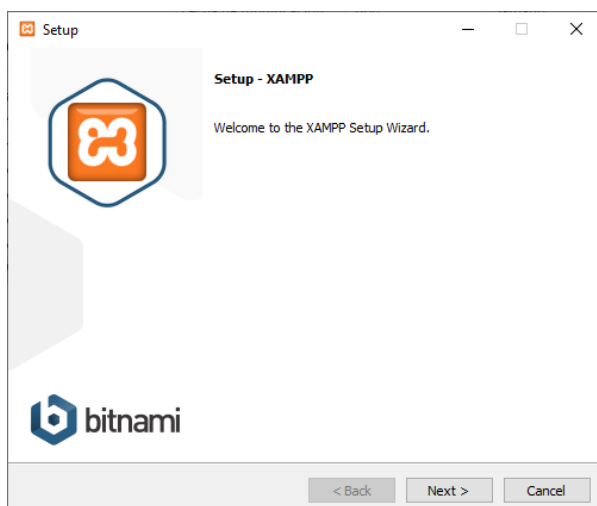 Setup
Setup - XAMPP
Welcome to the XAMPP Setup Wizard.
bitnami
< Back
Next >
Cancel